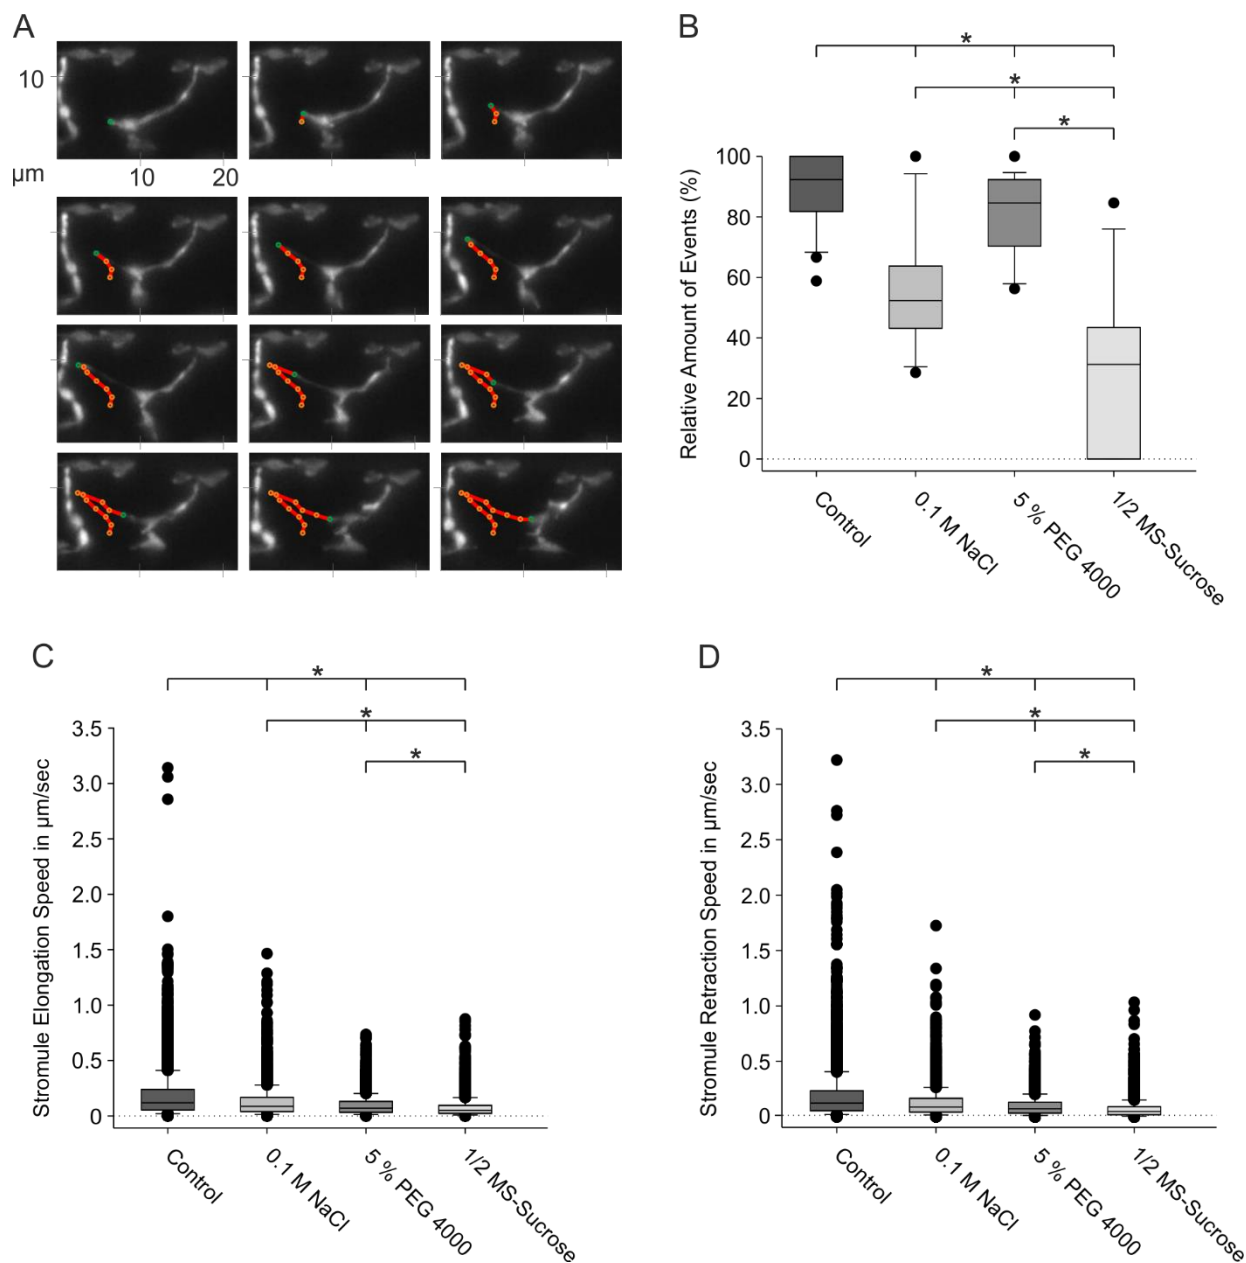 A
10
µm
10 20
B
*
*
*
Relative Amount of Events (%)
100
80
60
40
20
0
Control
0.1 M NaCl
5 % PEG 4000
1/2 MS-Sucrose
C
*
*
*
Stromule Elongation Speed in µm/sec
3.5
3.0
2.5
2.0
1.5
1.0
0.5
0
Control
0.1 M NaCl
5 % PEG 4000
1/2 MS-Sucrose
D
*
*
*
Stromule Retraction Speed in µm/sec
3.5
3.0
2.5
2.0
1.5
1.0
0.5
0
Control
0.1 M NaCl
5 % PEG 4000
1/2 MS-Sucrose